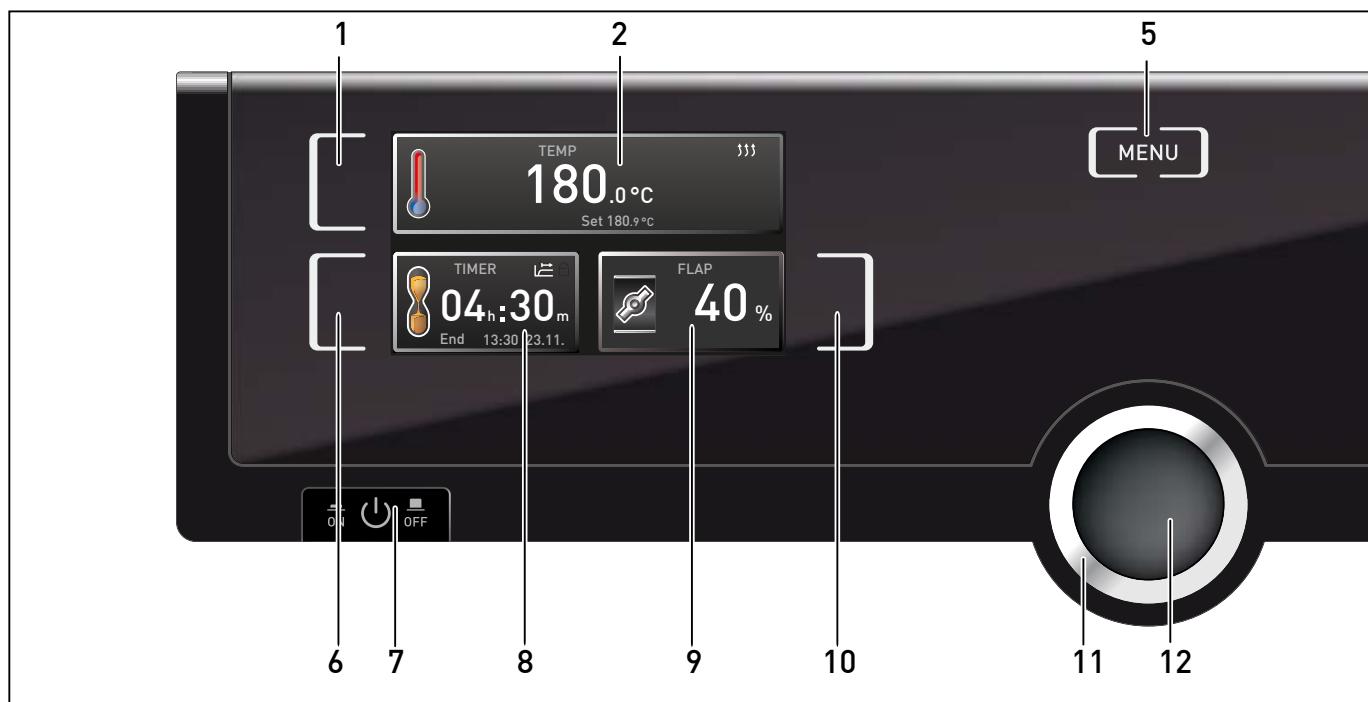 1 2 5
MENU
TEMP
180.0°C
Set 180.9°C
TIMER
04h:30m
End 13:30 23.11.
FLAP
40 %
ON OFF
6 7 8 9 10 11 12